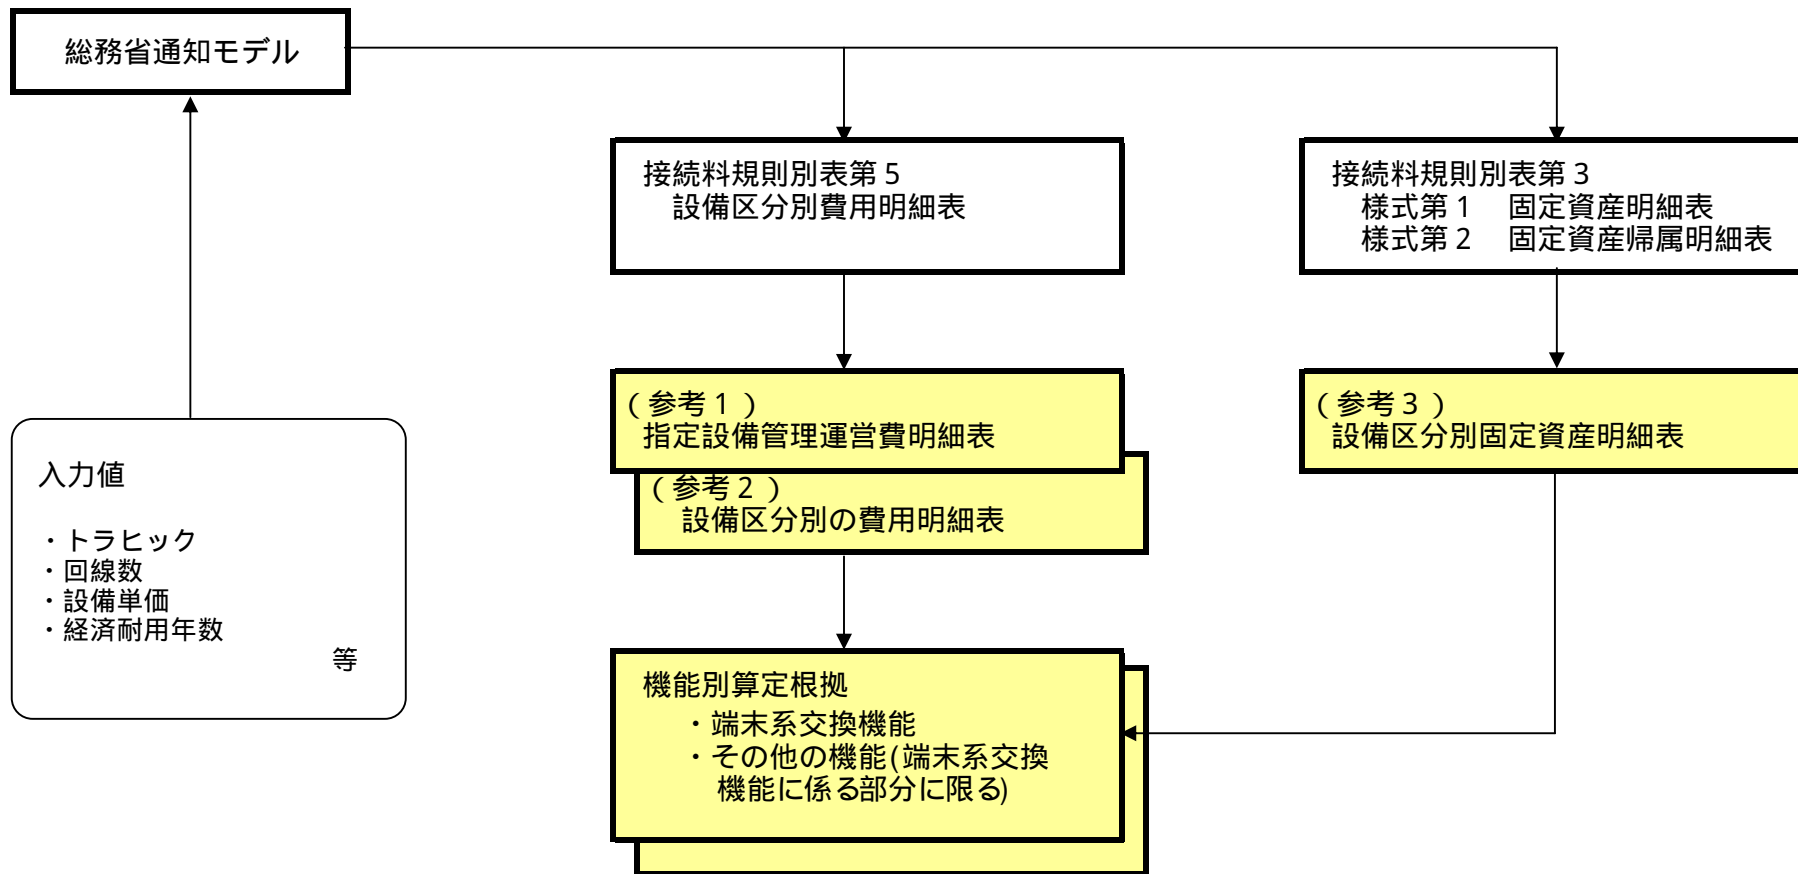 総務省通知モデル
接続料規則別表第5
設備区分別費用明細表
接続料規則別表第3
様式第1 固定資産明細表
様式第2 固定資産帰属明細表
(参考1)
指定設備管理運営費明細表
(参考2)
設備区分別の費用明細表
(参考3)
設備区分別固定資産明細表
入力値
・トラヒック
・回線数
・設備単価
・経済耐用年数
等
機能別算定根拠
・端末系交換機能
・その他の機能(端末系交換
機能に係る部分に限る)